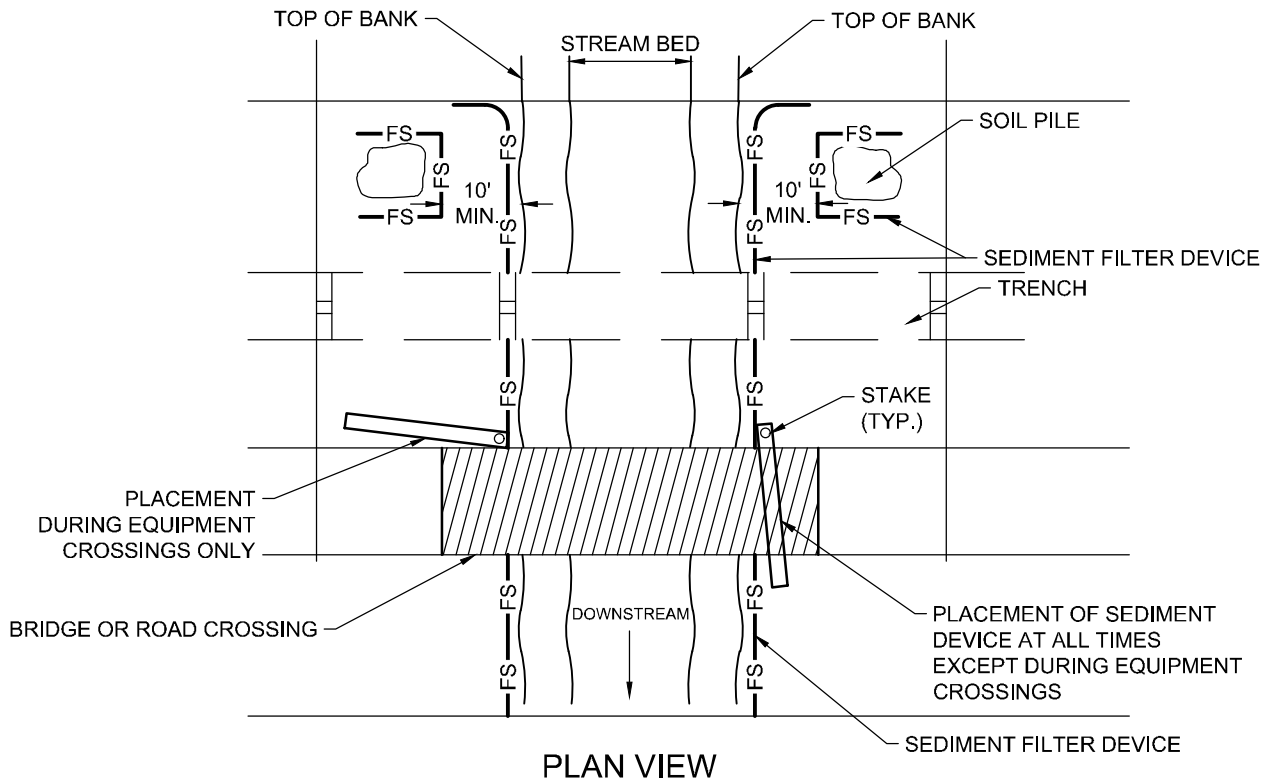 TOP OF BANK
STREAM BED
TOP OF BANK
SOIL PILE
FS
FS
FS
FS
FS
FS
FS
FS
10'
MIN.
10'
MIN.
FS
FS
FS
FS
SEDIMENT FILTER DEVICE
TRENCH
FS
FS
STAKE
(TYP.)
PLACEMENT
DURING EQUIPMENT
CROSSINGS ONLY
BRIDGE OR ROAD CROSSING
DOWNSTREAM
FS
FS
FS
FS
PLACEMENT OF SEDIMENT
DEVICE AT ALL TIMES
EXCEPT DURING EQUIPMENT
CROSSINGS
SEDIMENT FILTER DEVICE
PLAN VIEW